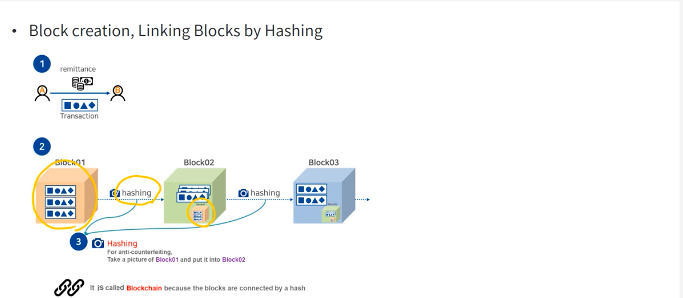 • Block creation, Linking Blocks by Hashing
1
remittance
Transaction
2
Block01
Block02
Block03
hashing
hashing
3
Hashing
For anti-counterfeiting,
Take a picture of Block01 and put it into Block02
It is called Blockchain because the blocks are connected by a hash